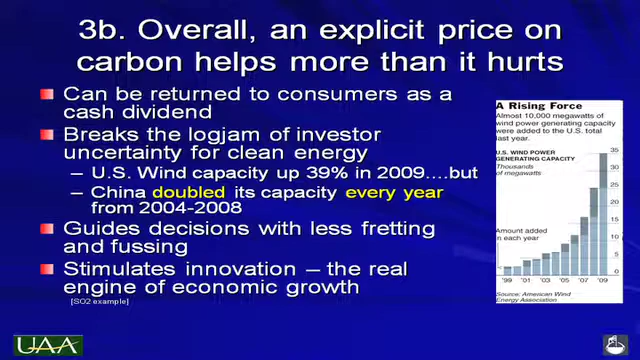 3b. Overall, an explicit price on
carbon helps more than it hurts
Can be returned to consumers as a
cash dividend
Breaks the logjam of investor
uncertainty for clean energy
– U.S. Wind capacity up 39% in 2009....but
– China doubled its capacity every year
from 2004-2008
Guides decisions with less fretting
and fussing
Stimulates innovation – the real
engine of economic growth
[SO2 example]
A Rising Force
Almost 10,000 megawatts of
wind power generating capacity
were added to the U.S. total
last year.
U.S. WIND POWER
GENERATING CAPACITY
Thousands
of megawatts
35
30
25
20
15
10
5
0
Amount added
in each year
'99 '01 '03 '05 '07 '09
Source: American Wind
Energy Association
UAA